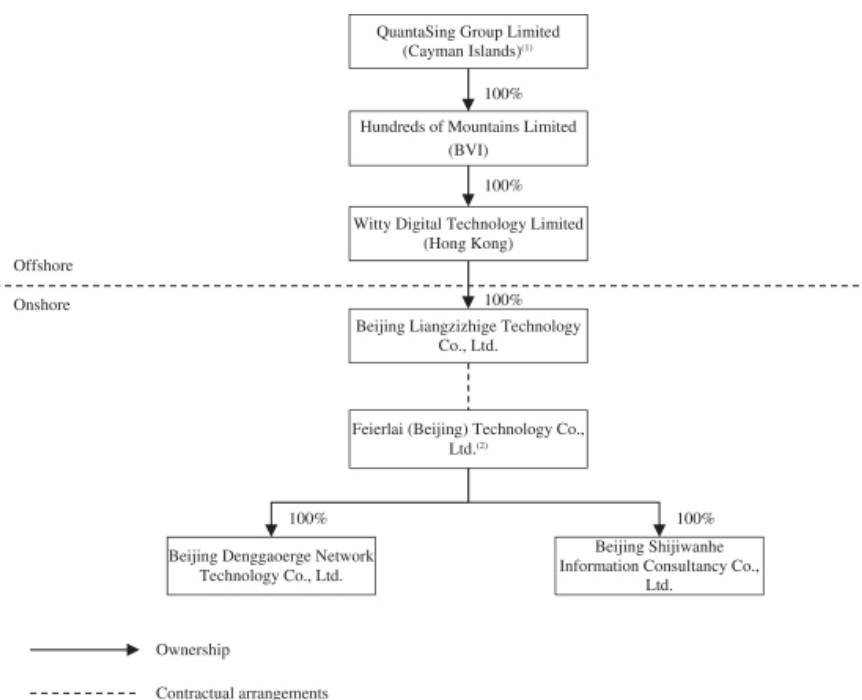 QuantaSing Group Limited
(Cayman Islands)(1)
100%
Hundreds of Mountains Limited
(BVI)
100%
Witty Digital Technology Limited
(Hong Kong)
Offshore
Onshore
100%
Beijing Liangzizhige Technology
Co., Ltd.
Feierlai (Beijing) Technology Co.,
Ltd.(2)
100%
100%
Beijing Denggaoerge Network
Technology Co., Ltd.
Beijing Shijiwanhe
Information Consultancy Co.,
Ltd.
Ownership
Contractual arrangements